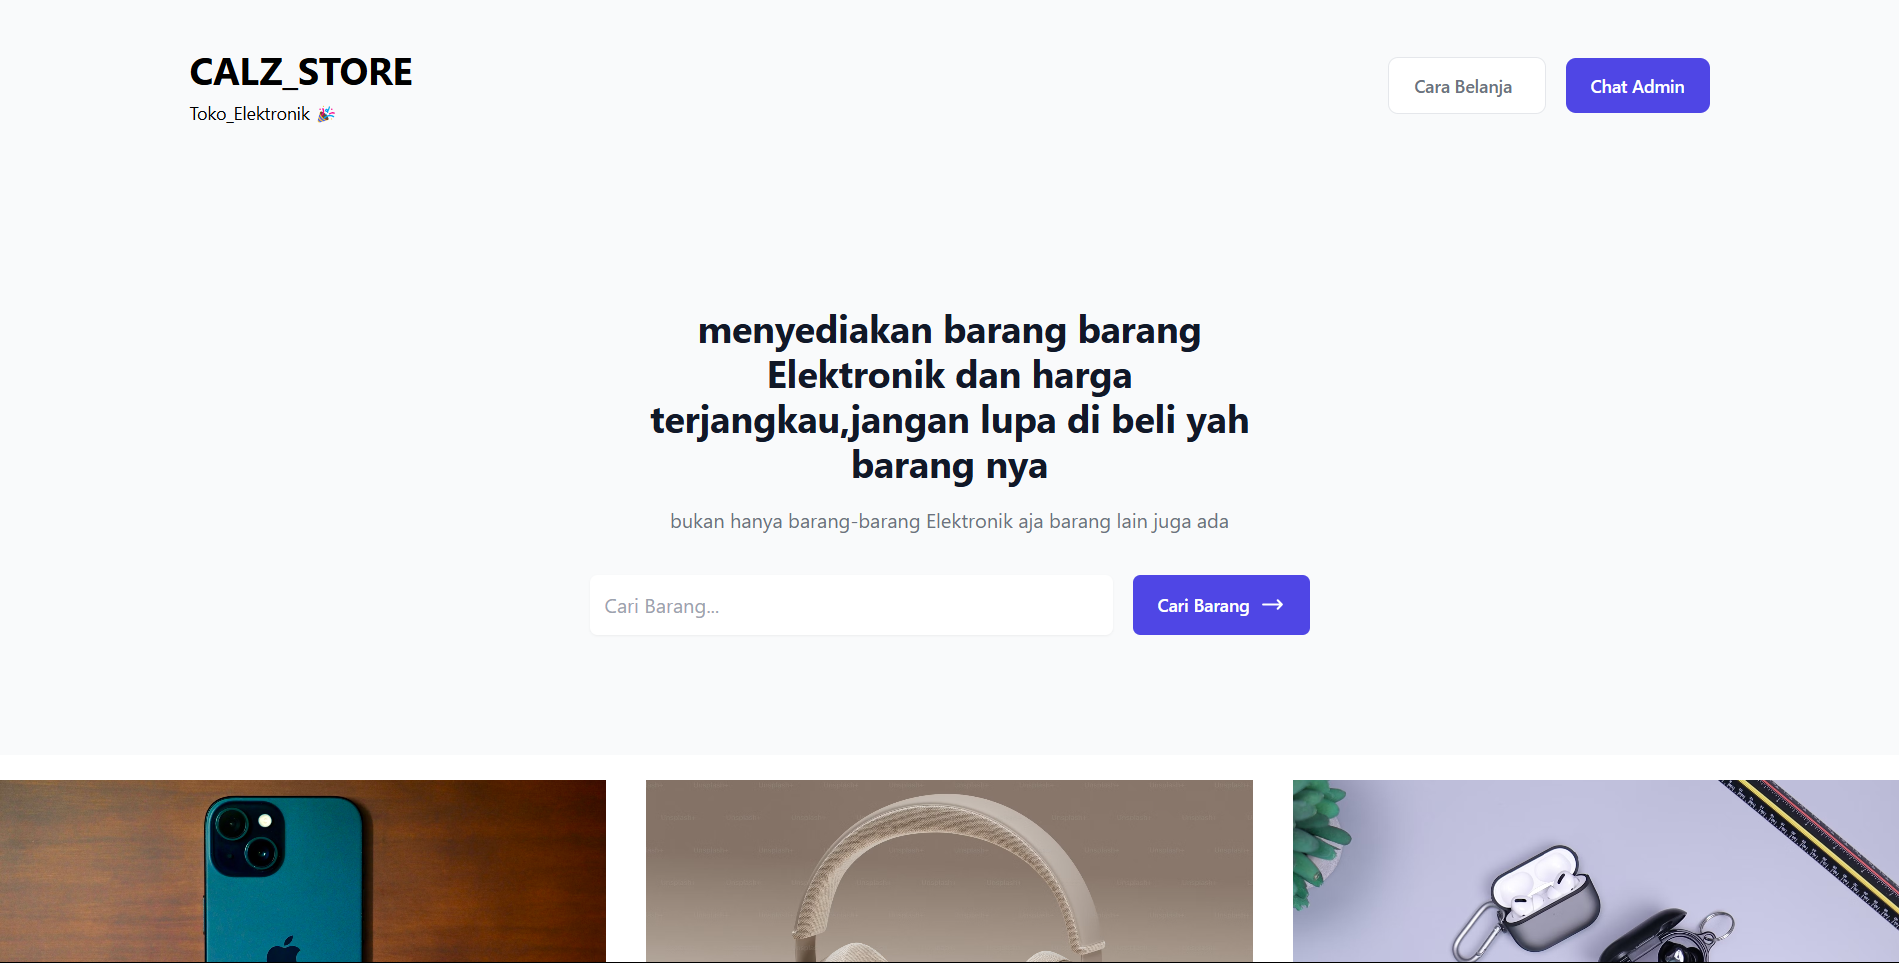 CALZ_STORE
Toko_Elektronik 🎉
Cara Belanja
Chat Admin
menyediakan barang barang
Elektronik dan harga
terjangkau,jangan lupa di beli yah
barang nya
bukan hanya barang-barang Elektronik aja barang lain juga ada
Cari Barang...
Cari Barang →